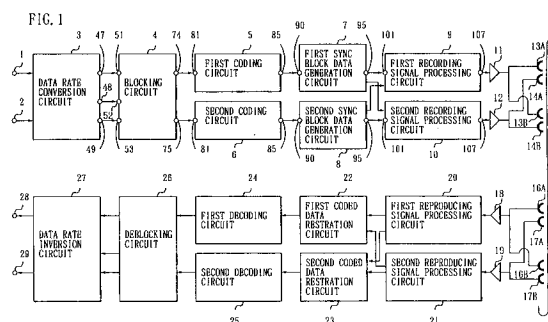 FIG. 1
3 47 51 4 74 81 5 85 90 7 95 101 9 107 11 13A
1
DATA RATE CONVERSION CIRCUIT
BLOCKING CIRCUIT
FIRST CODING CIRCUIT
FIRST SYNC BLOCK DATA GENERATION CIRCUIT
FIRST RECORDING SIGNAL PROCESSING CIRCUIT
48
52
14A
12
2
SECOND CODING CIRCUIT
SECOND SYNC BLOCK DATA GENERATION CIRCUIT
SECOND RECORDING SIGNAL PROCESSING CIRCUIT
13B
14B
49 53 75 81 6 85 90 8 95 101 10 107
27 26 24 22 20 18 16A
28
DATA RATE INVERSION CIRCUIT
DEBLOCKING CIRCUIT
FIRST DECODING CIRCUIT
FIRST CODED DATA RESTRATION CIRCUIT
FIRST REPRODUCING SIGNAL PROCESSING CIRCUIT
17A
19
29
SECOND DECODING CIRCUIT
SECOND CODED DATA RESTRATION CIRCUIT
SECOND REPRODUCING SIGNAL PROCESSING CIRCUIT
16B
17B
25 23 21